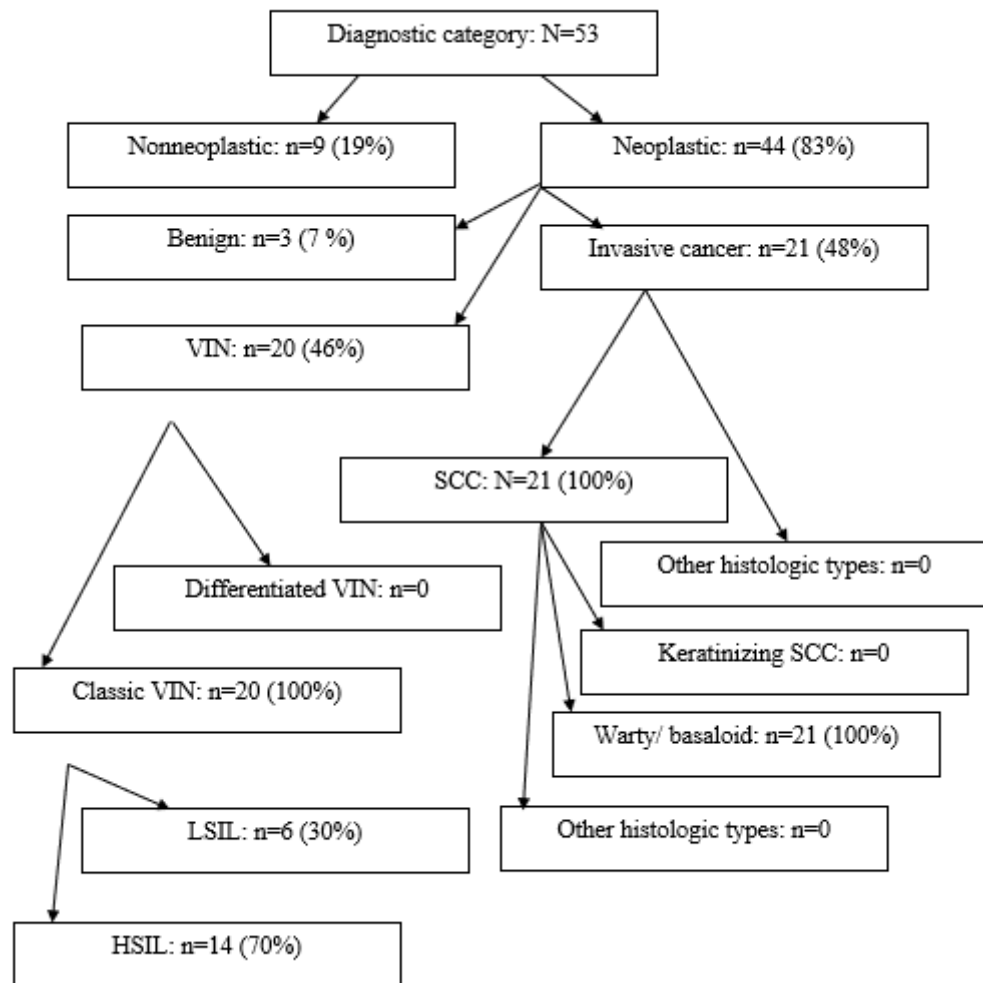 Diagnostic category: N=53
Nonneoplastic: n=9 (19%)
Neoplastic: n=44 (83%)
Benign: n=3 (7 %)
Invasive cancer: n=21 (48%)
VIN: n=20 (46%)
SCC: N=21 (100%)
Other histologic types: n=0
Differentiated VIN: n=0
Keratinizing SCC: n=0
Classic VIN: n=20 (100%)
Warty/ basaloid: n=21 (100%)
LSIL: n=6 (30%)
Other histologic types: n=0
HSIL: n=14 (70%)